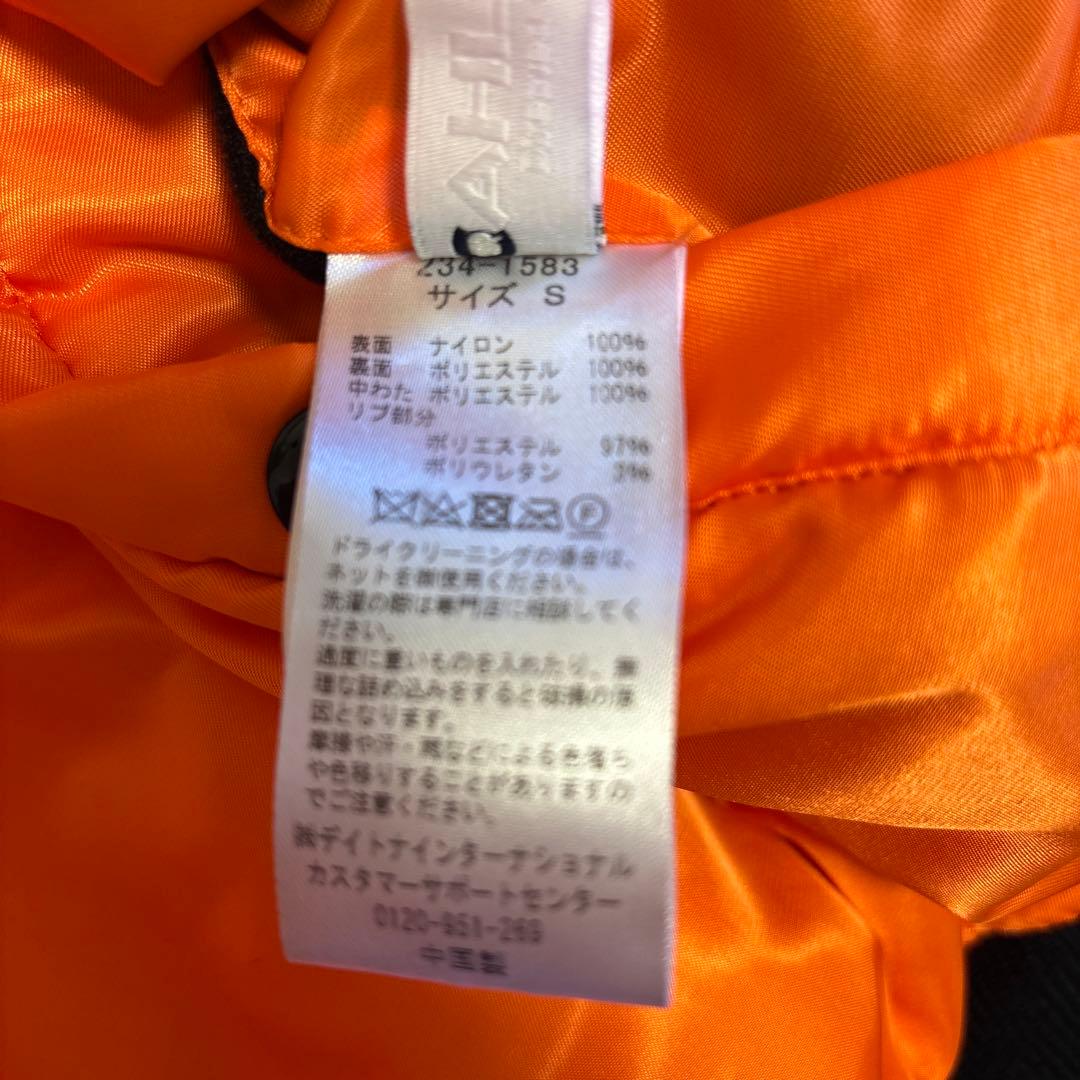 AHL
234-1583
サイズ S
表面 ナイロン 100%
裏面 ポリエステル 100%
中わた ポリエステル 100%
リブ部分
ポリエステル 97%
ポリウレタン 3%
F
ドライクリーニングの場合は、
ネットを御使用ください。
洗濯の際は専門店に相談してく
ださい。
過度に重いものを入れたり、無
理な詰め込みをすると破損の原
因となります。
摩擦や汗・雨などによる色落ち
や色移りすることがありますの
でご注意ください。
㈱デイトナインターナショナル
カスタマーサポートセンター
0120-951-269
中国製